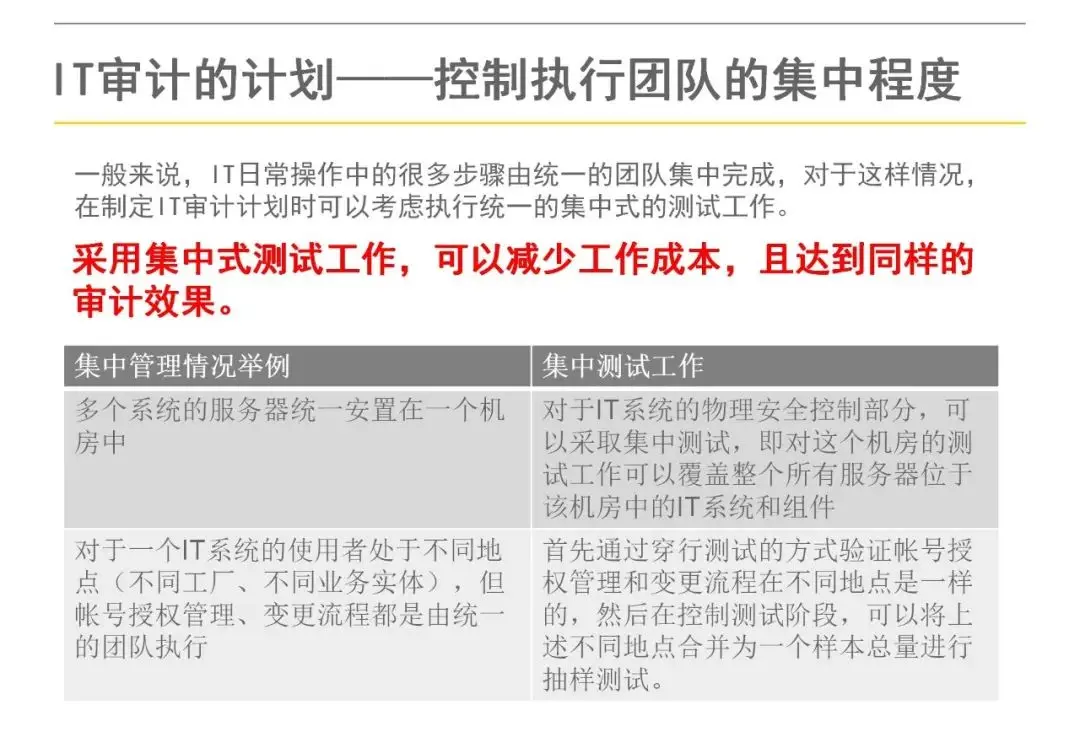 IT审计的计划——控制执行团队的集中程度
一般来说，IT日常操作中的很多步骤由统一的团队集中完成，对于这样情况，
在制定IT审计计划时可以考虑执行统一的集中式的测试工作。
采用集中式测试工作，可以减少工作成本，且达到同样的
审计效果。
集中管理情况举例
集中测试工作
多个系统的服务器统一安置在一个机
房中
对于IT系统的物理安全控制部分，可
以采取集中测试，即对这个机房的测
试工作可以覆盖整个所有服务器位于
该机房中的IT系统和组件
对于一个IT系统的使用者处于不同地
点（不同工厂、不同业务实体），但
帐号授权管理、变更流程都是由统一
的团队执行
首先通过穿行测试的方式验证帐号授
权管理和变更流程在不同地点是一样
的，然后在控制测试阶段，可以将上
述不同地点合并为一个样本总量进行
抽样测试。